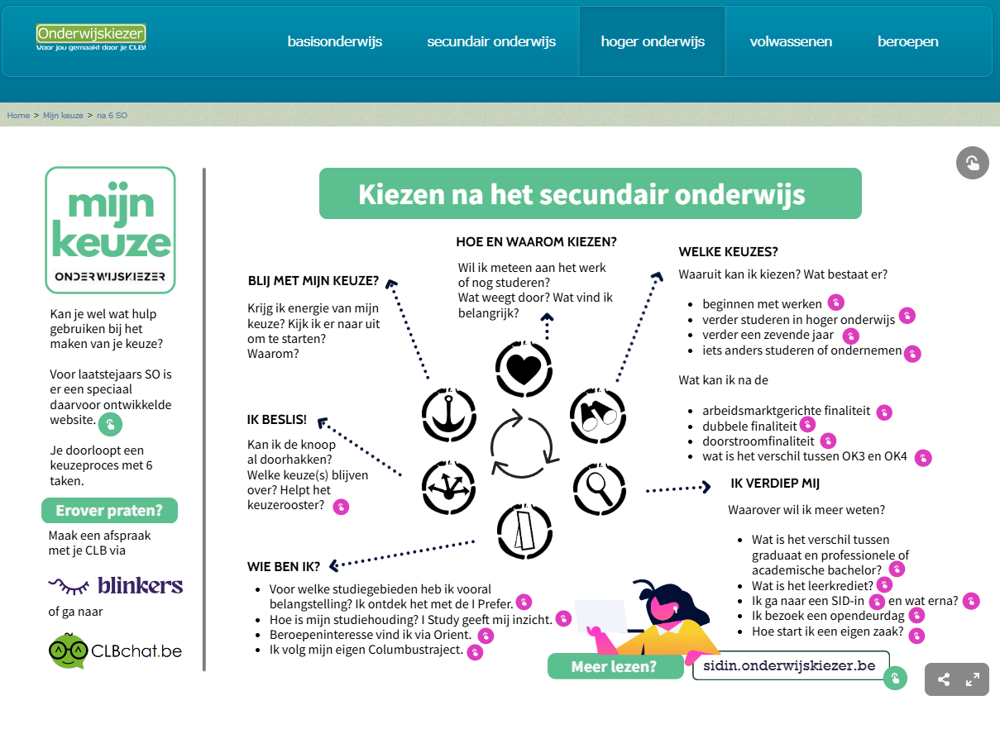 Onderwijskiezer
Voor jou gemaakt door je CLB!
basisonderwijs
secundair onderwijs
hoger onderwijs
volwassenen
beroepen
Home > Mijn keuze > na 6 SO
mijn
keuze
ONDERWIJSKIEZER
Kan je wel wat hulp
gebruiken bij het
maken van je keuze?
Voor laatstejaars SO is
er een speciaal
daarvoor ontwikkelde
website.
Je doorloopt een
keuzeproces met 6
taken.
Erover praten?
Maak een afspraak
met je CLB via
blinkers
of ga naar
CLBchat.be
Kiezen na het secundair onderwijs
HOE EN WAAROM KIEZEN?
Wil ik meteen aan het werk
of nog studeren?
Wat weegt door? Wat vind ik
belangrijk?
WELKE KEUZES?
Waaruit kan ik kiezen? Wat bestaat er?
• beginnen met werken
• verder studeren in hoger onderwijs
• verder een zevende jaar
• iets anders studeren of ondernemen
Wat kan ik na de
• arbeidsmarktgerichte finaliteit
• dubbele finaliteit
• doorstroomfinaliteit
• wat is het verschil tussen OK3 en OK4
BLIJ MET MIJN KEUZE?
Krijg ik energie van mijn
keuze? Kijk ik er naar uit
om te starten?
Waarom?
IK BESLIS!
Kan ik de knoop
al doorhakken?
Welke keuze(s) blijven
over? Helpt het
keuzerooster?
IK VERDIEP MIJ
Waarover wil ik meer weten?
• Wat is het verschil tussen
graduaat en professionele of
academische bachelor?
• Wat is het leerkrediet?
• Ik ga naar een SID-in en wat erna?
• Ik bezoek een opendeurdag
• Hoe start ik een eigen zaak?
WIE BEN IK?
• Voor welke studiegebieden heb ik vooral
belangstelling? Ik ontdek het met de I Prefer.
• Hoe is mijn studiehouding? I Study geeft mij inzicht.
• Beroepeninteresse vind ik via Orient.
• Ik volg mijn eigen Columbustraject.
Meer lezen?
sidin.onderwijskiezer.be